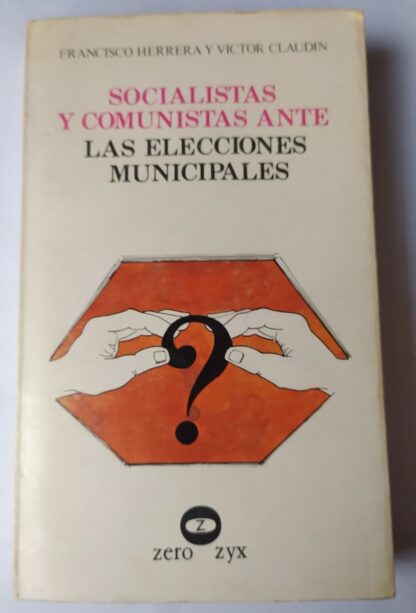 FRANCISCO HERRERA Y VICTOR CLAUDIN
SOCIALISTAS
Y COMUNISTAS ANTE
LAS ELECCIONES
MUNICIPALES
?
Z
zero zyx